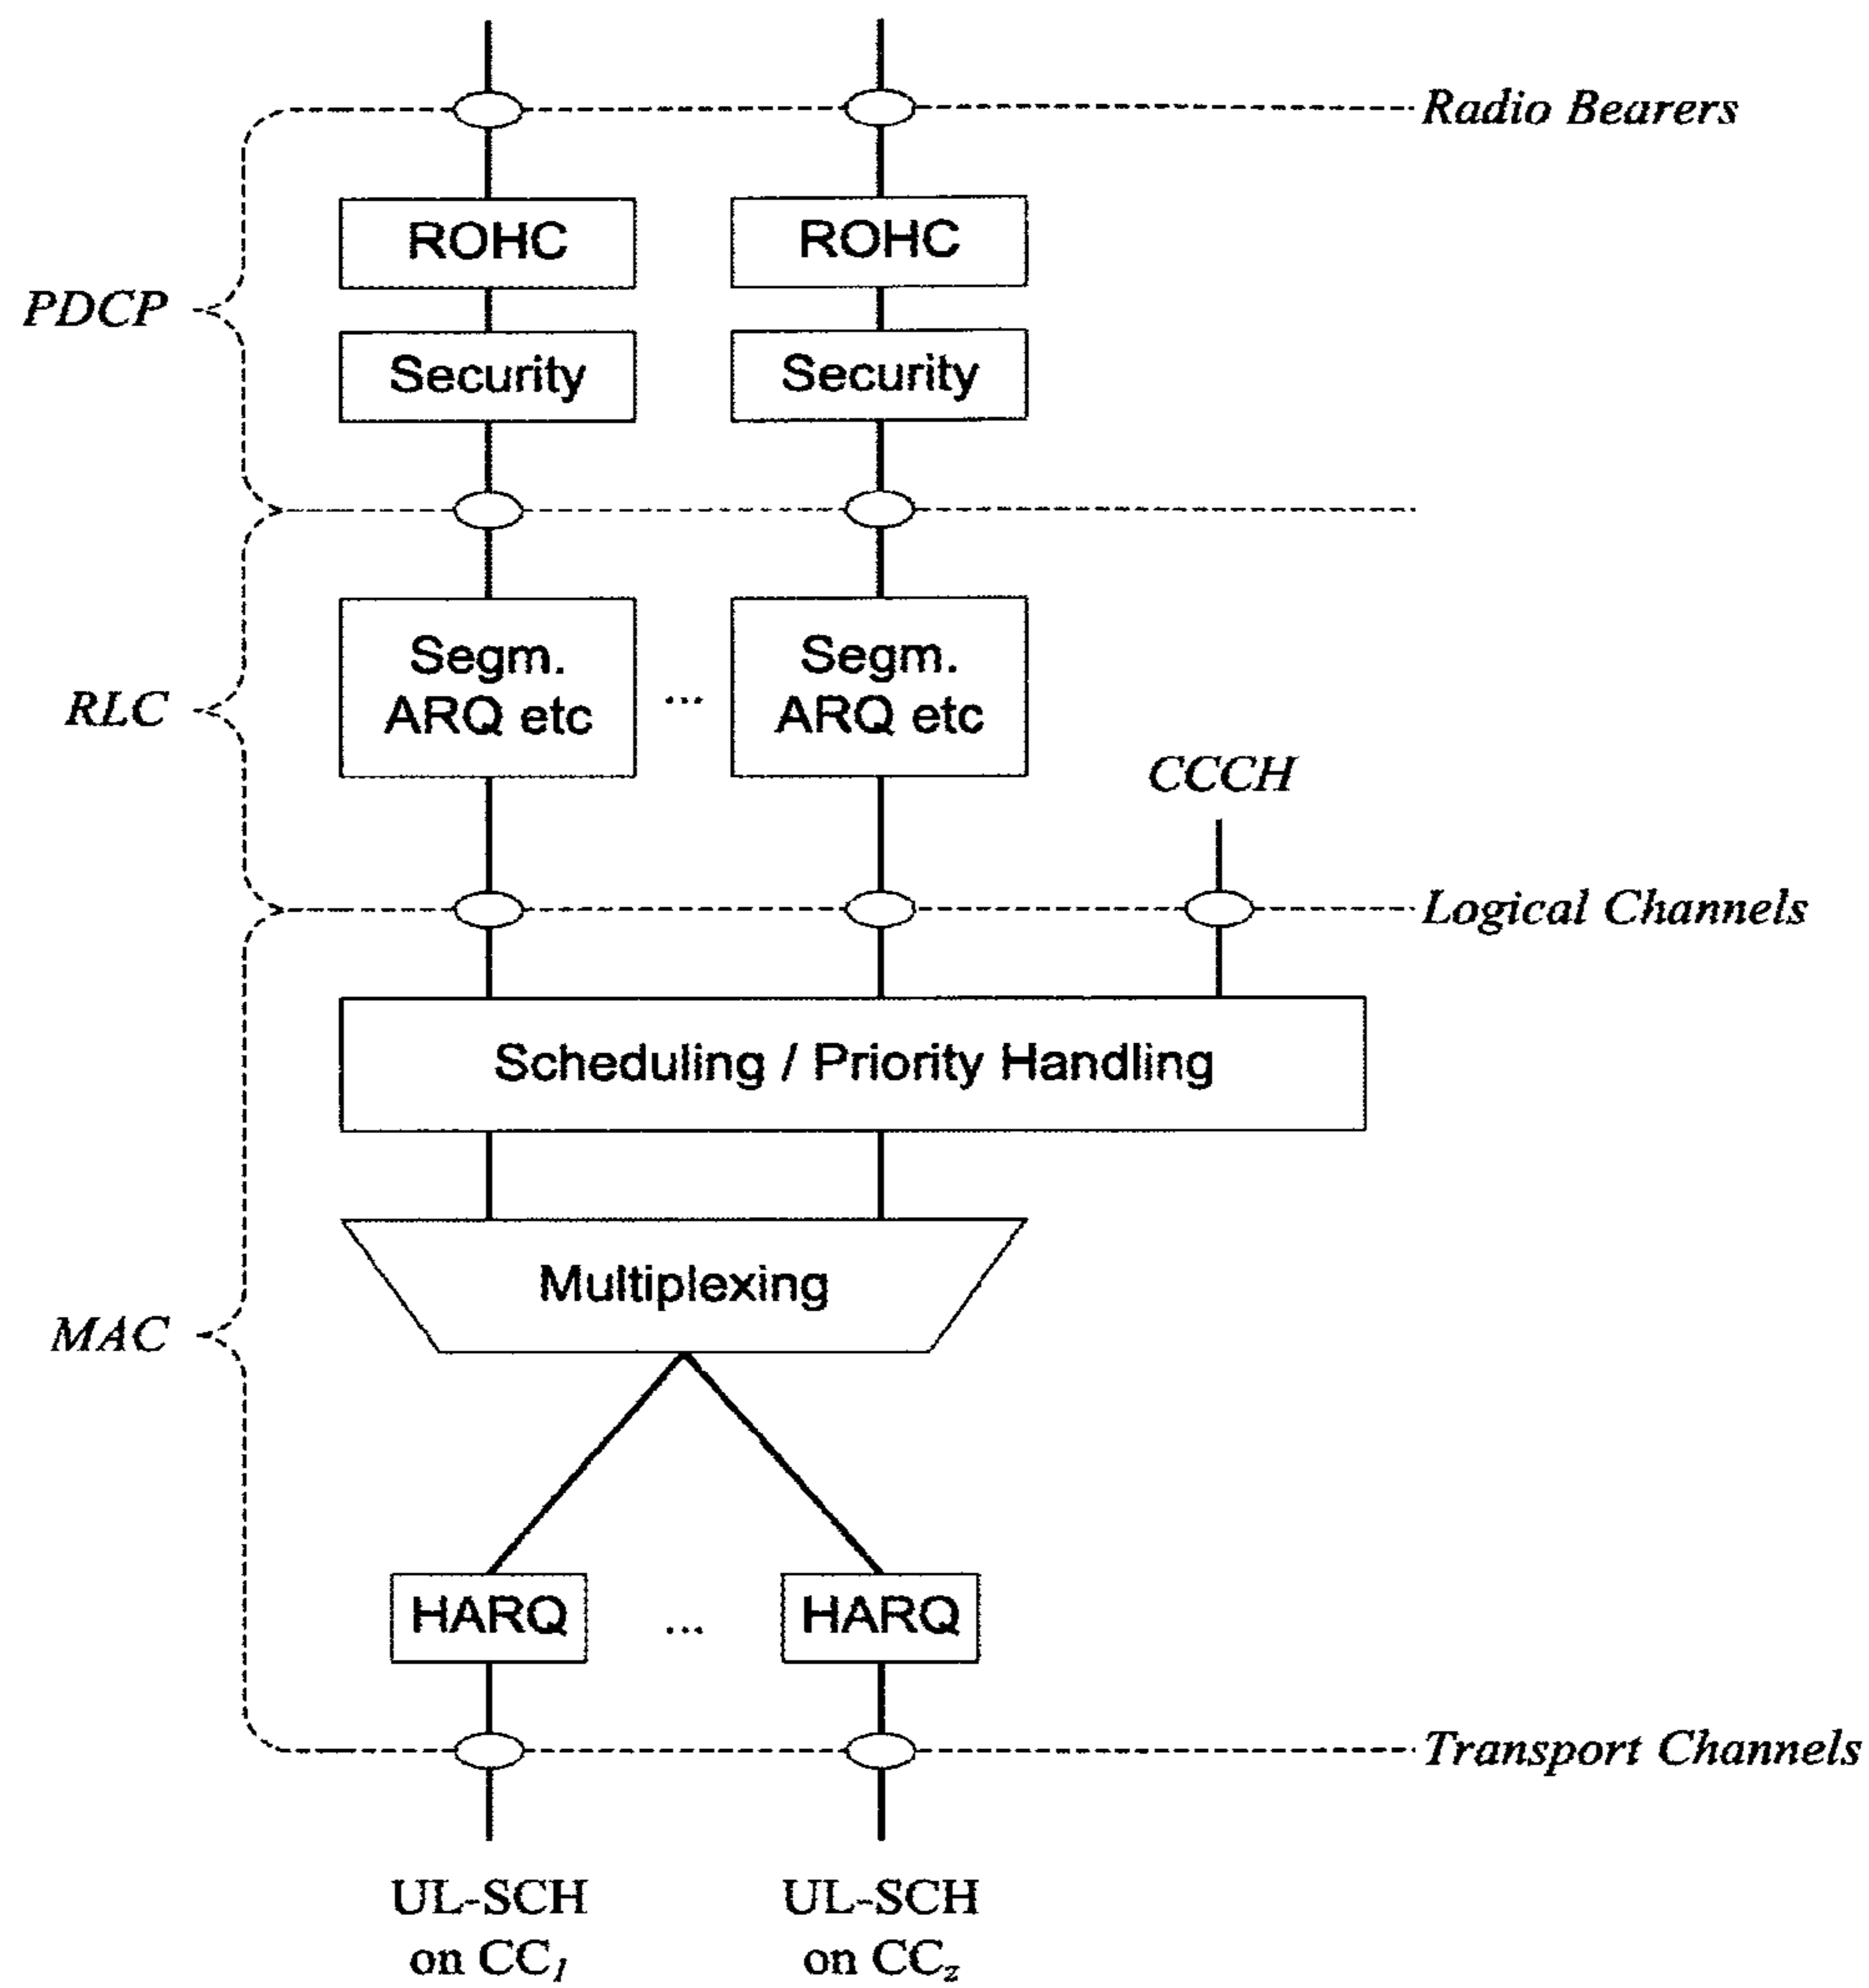 Radio Bearers
ROHC
ROHC
PDCP
Security
Security
Segm.
ARQ etc
...
Segm.
ARQ etc
RLC
CCCH
Logical Channels
Scheduling / Priority Handling
Multiplexing
MAC
HARQ
...
HARQ
Transport Channels
UL-SCH
on CC1
UL-SCH
on CCz